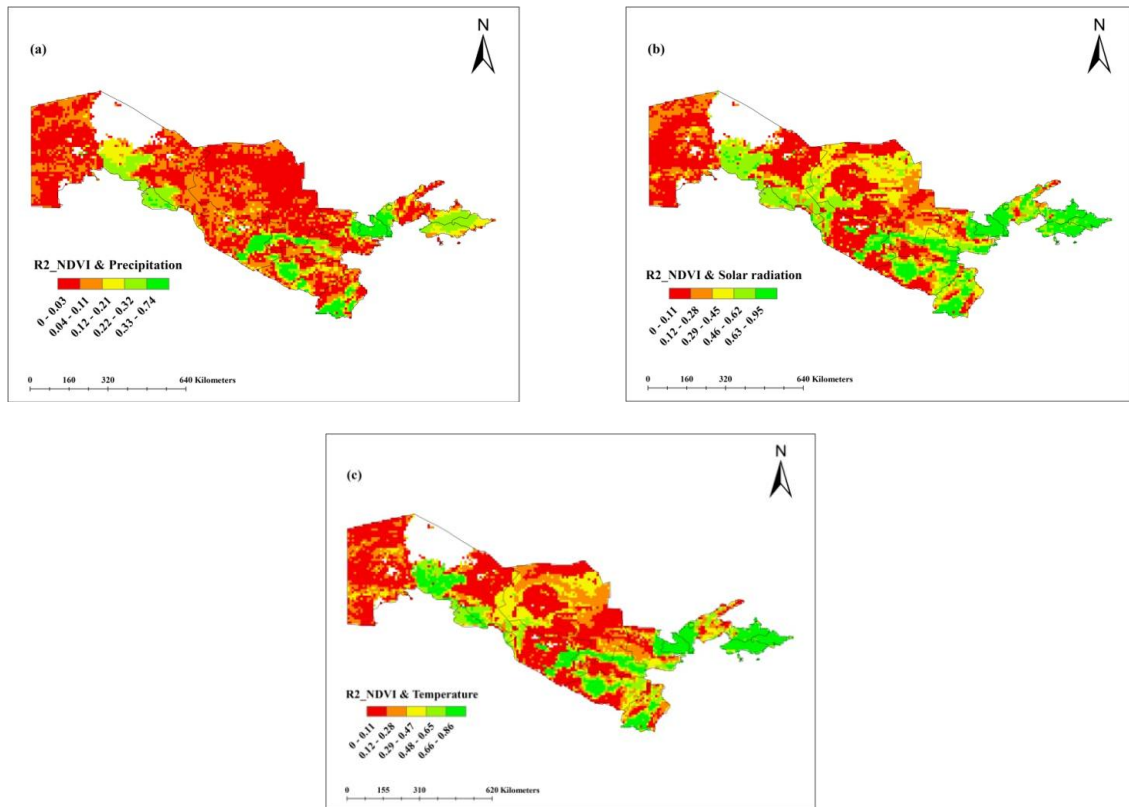 (a)
N
R2_NDVI & Precipitation
0 - 0.03
0.04 - 0.11
0.12 - 0.21
0.22 - 0.32
0.33 - 0.74
0 160 320 640 Kilometers
(b)
N
R2_NDVI & Solar radiation
0 - 0.11
0.12 - 0.28
0.29 - 0.45
0.46 - 0.62
0.63 - 0.95
0 160 320 640 Kilometers
(c)
N
R2_NDVI & Temperature
0 - 0.11
0.12 - 0.28
0.29 - 0.47
0.48 - 0.65
0.66 - 0.86
0 155 310 620 Kilometers